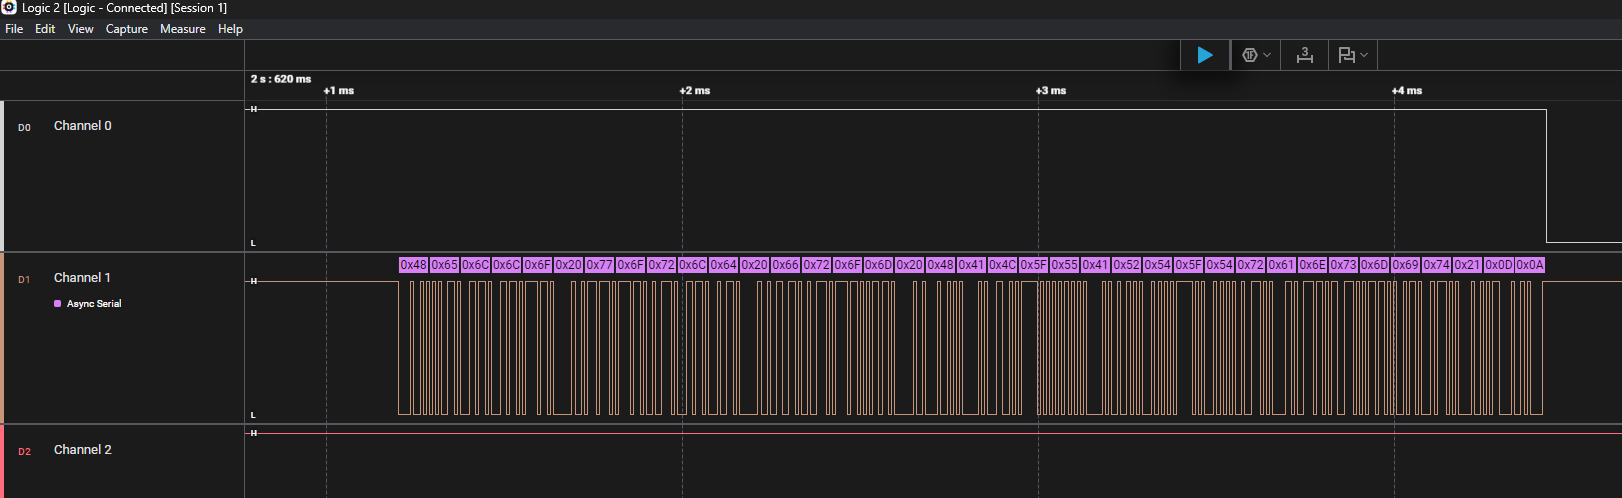 Logic 2 [Logic - Connected] [Session 1]
File Edit View Capture Measure Help
3
2 s : 620 ms
+1 ms +2 ms +3 ms +4 ms
D0 Channel 0 H
L
0x48 0x65 0x6C 0x6C 0x6F 0x20 0x77 0x6F 0x72 0x6C 0x64 0x20 0x66 0x72 0x6F 0x6D 0x20 0x48 0x41 0x4C 0x5F 0x55 0x41 0x52 0x54 0x5F 0x54 0x72 0x61 0x6E 0x73 0x6D 0x69 0x74 0x21 0x0D 0x0A
D1 Channel 1 H
Async Serial
L
H
D2 Channel 2